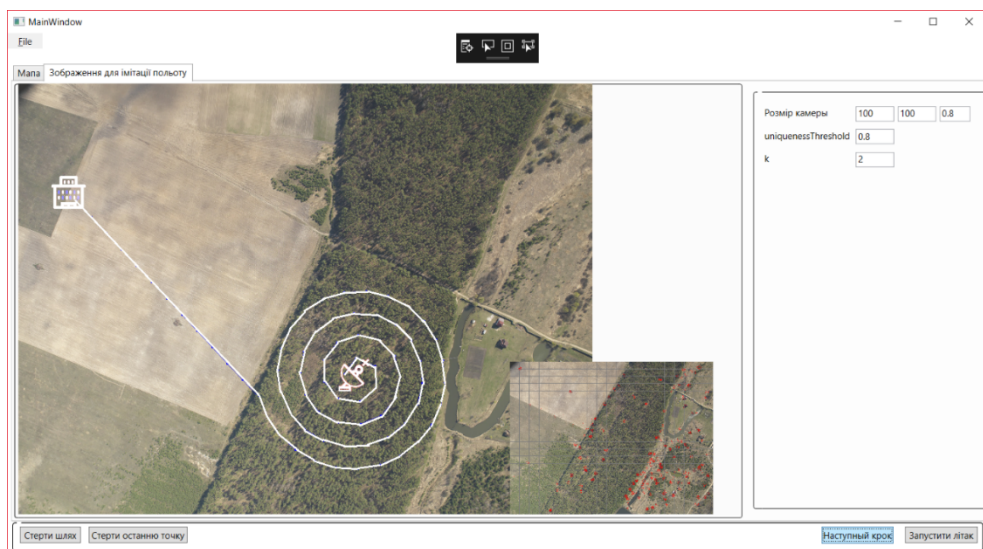 MainWindow
File
Мапа Зображення для імітації польоту
Розмір камеры 100 100 0.8
uniquenessThreshold 0.8
k 2
Стерти шлях Стерти останню точку Наступный крок Запустити літак